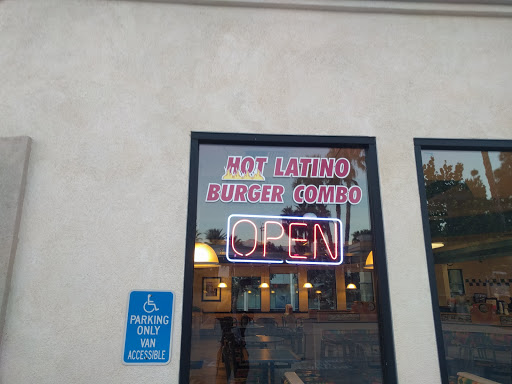 HOT LATINO
BURGER COMBO
OPEN
PARKING
ONLY
VAN
ACCESSIBLE